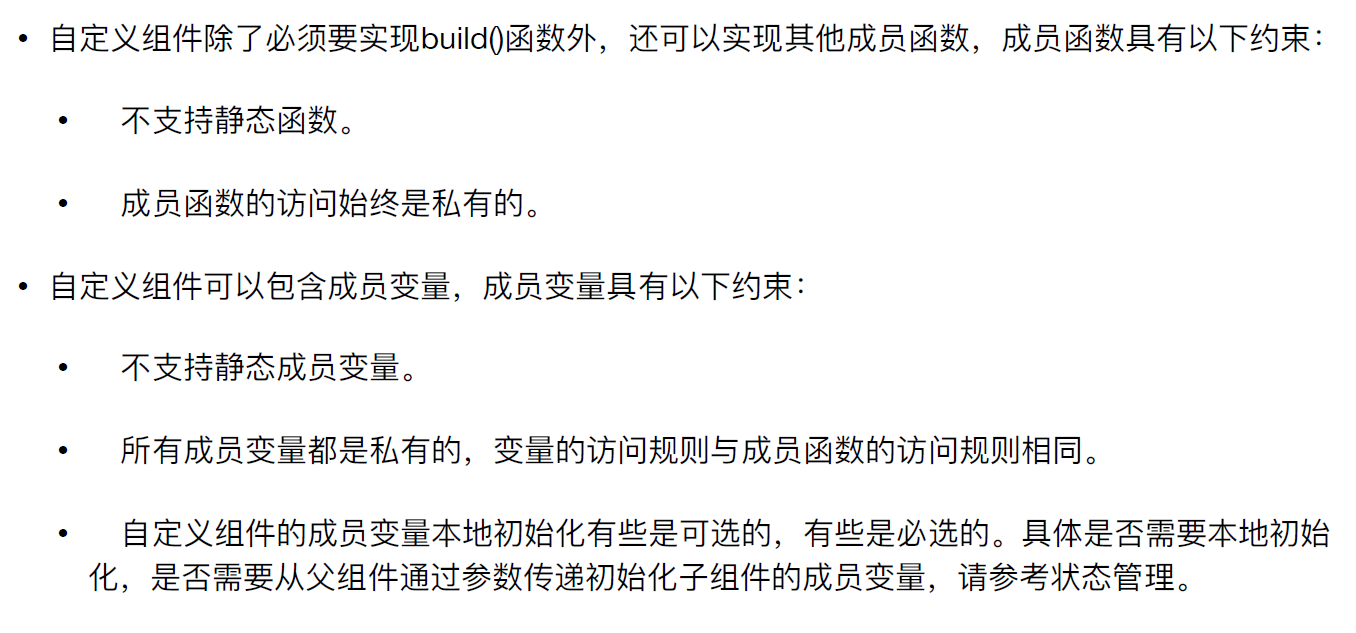 • 自定义组件除了必须要实现build()函数外，还可以实现其他成员函数，成员函数具有以下约束：
• 不支持静态函数。
• 成员函数的访问始终是私有的。
• 自定义组件可以包含成员变量，成员变量具有以下约束：
• 不支持静态成员变量。
• 所有成员变量都是私有的，变量的访问规则与成员函数的访问规则相同。
• 自定义组件的成员变量本地初始化有些是可选的，有些是必选的。具体是否需要本地初始
化，是否需要从父组件通过参数传递初始化子组件的成员变量，请参考状态管理。